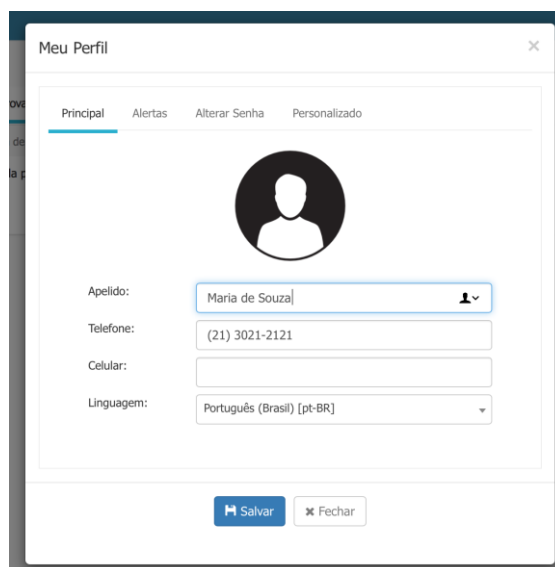 Meu Perfil
×
Principal Alertas Alterar Senha Personalizado
Apelido: Maria de Souza
Telefone: (21) 3021-2121
Celular:
Linguagem: Português (Brasil) [pt-BR]
Salvar × Fechar
de